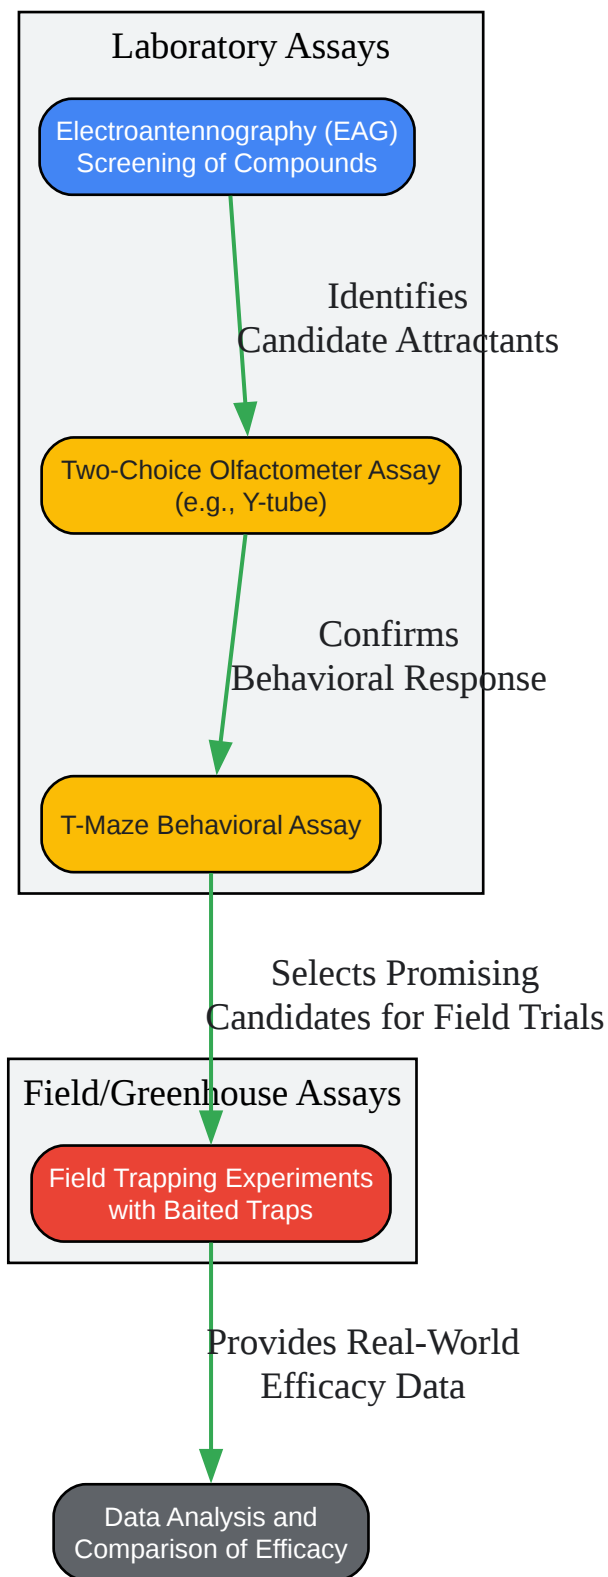 Laboratory Assays
Electroantennography (EAG)
Screening of Compounds
Identifies
Candidate Attractants
Two-Choice Olfactometer Assay
(e.g., Y-tube)
Confirms
Behavioral Response
T-Maze Behavioral Assay
Selects Promising
Candidates for Field Trials
Field/Greenhouse Assays
Field Trapping Experiments
with Baited Traps
Provides Real-World
Efficacy Data
Data Analysis and
Comparison of Efficacy